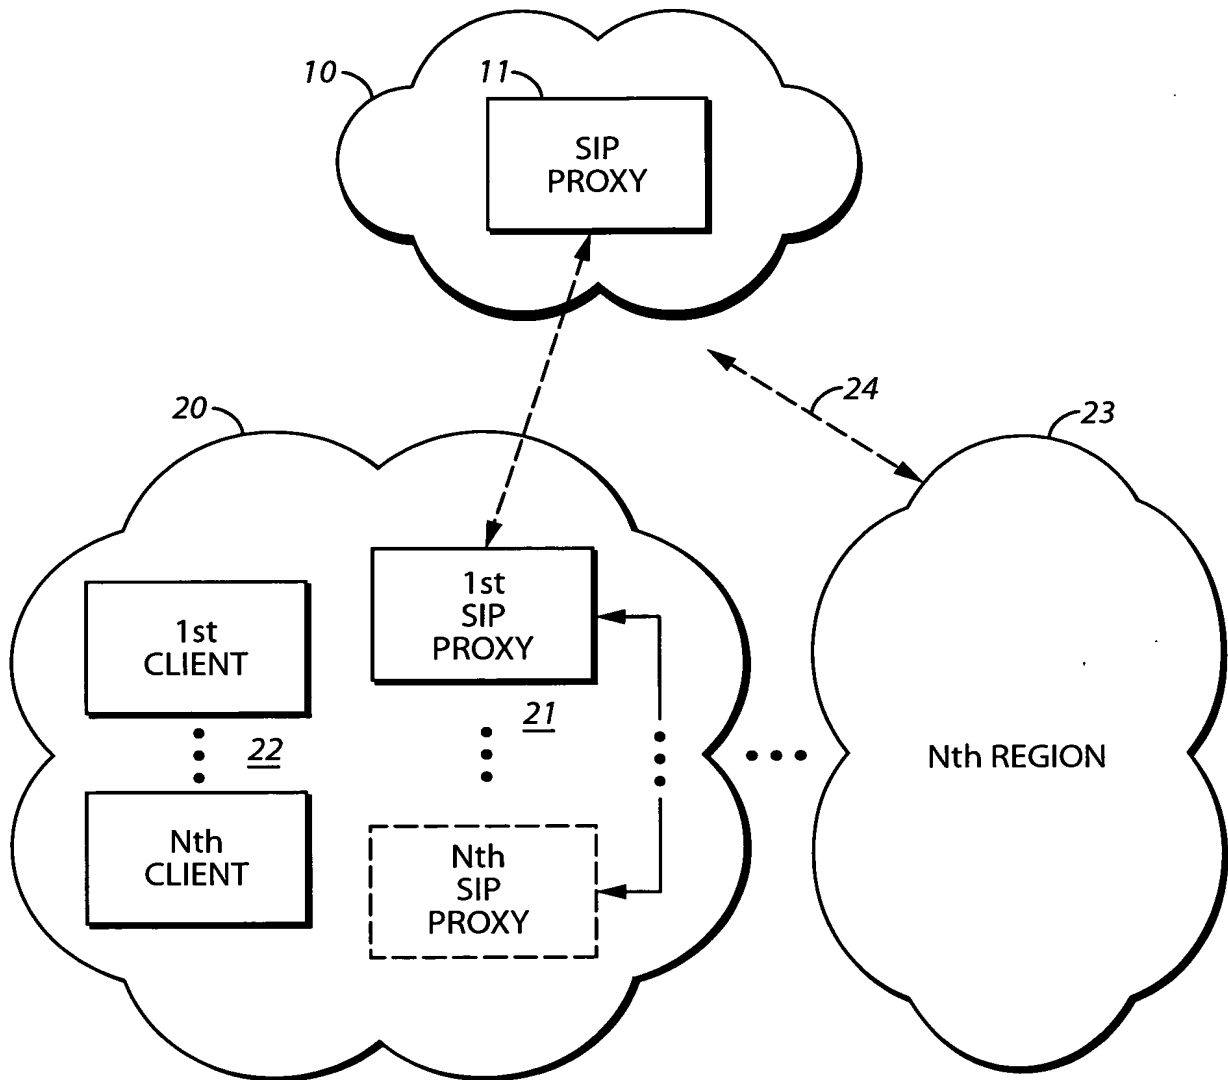 10
11
SIP
PROXY
20
24
23
1st
SIP
PROXY
1st
CLIENT
21
22
Nth REGION
Nth
CLIENT
Nth
SIP
PROXY